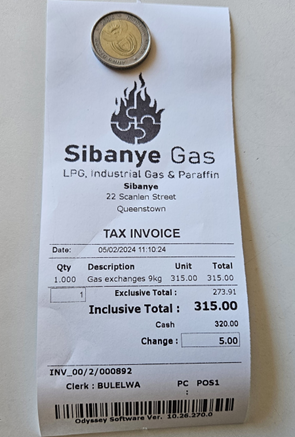 Sibanye Gas
LPG, Industrial Gas & Paraffin
Sibanye
22 Scanlen Street
Queenstown
TAX INVOICE
Date: 05/02/2024 11:10:24
Qty Description Unit Total
1.000 Gas exchanges 9kg 315.00 315.00
1 Exclusive Total : 273.91
Inclusive Total : 315.00
Cash 320.00
Change : 5.00
INV_00/2/000892
Clerk : BULELWA PC : POS1
Odyssey Software Ver. 10.26.270.0